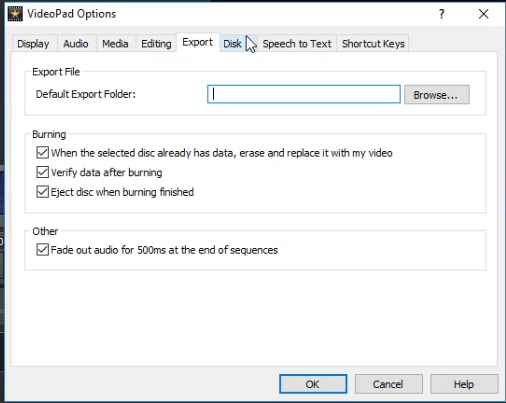 VideoPad Options
Display Audio Media Editing Export Disk Speech to Text Shortcut Keys
Export File
Default Export Folder: Browse...
Burning
When the selected disc already has data, erase and replace it with my video
Verify data after burning
Eject disc when burning finished
Other
Fade out audio for 500ms at the end of sequences
OK Cancel Help